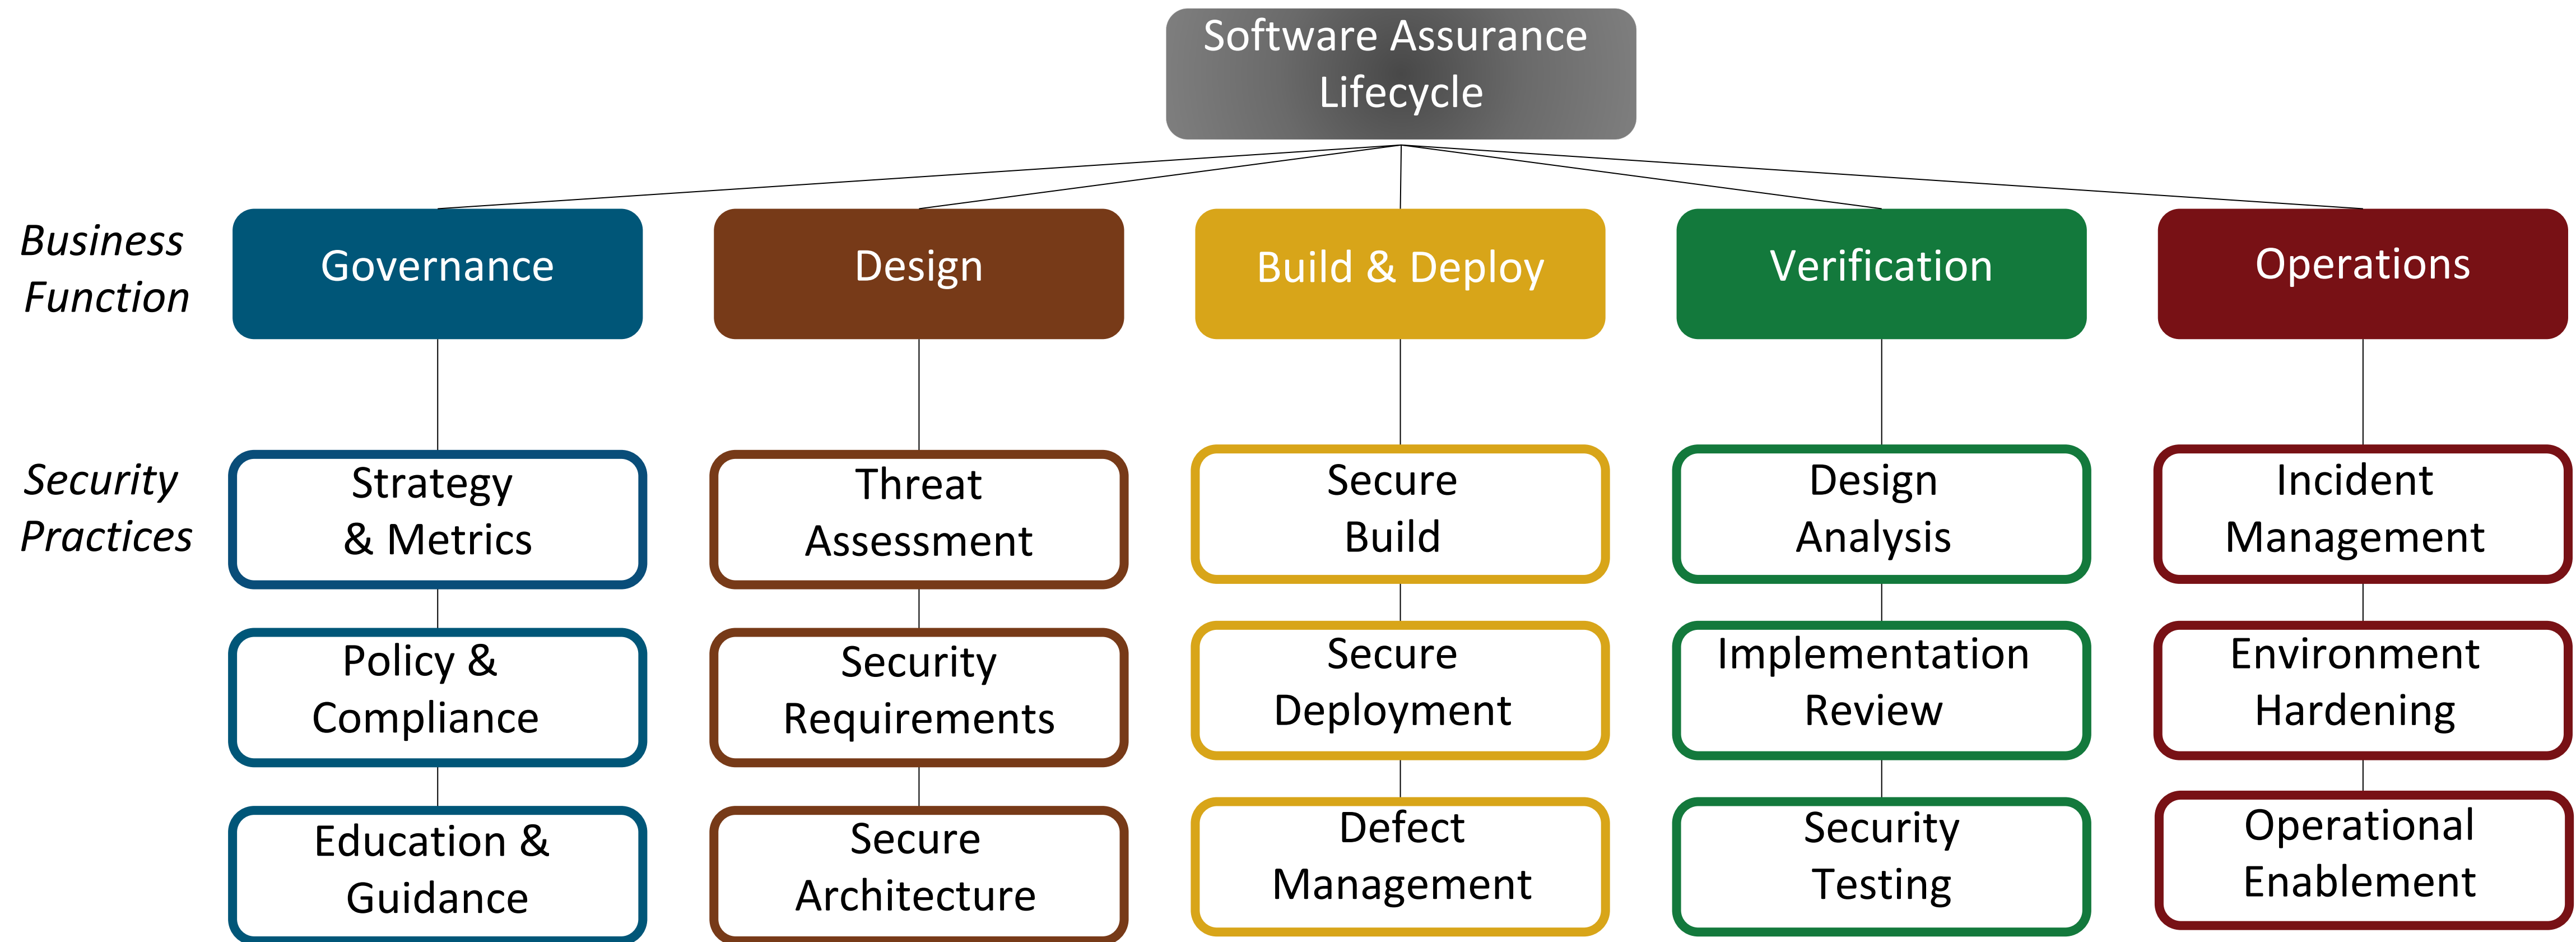 Software Assurance
Lifecycle
Business
Function
Governance
Design
Build & Deploy
Verification
Operations
Security
Practices
Strategy
& Metrics
Threat
Assessment
Secure
Build
Design
Analysis
Incident
Management
Policy &
Compliance
Security
Requirements
Secure
Deployment
Implementation
Review
Environment
Hardening
Education &
Guidance
Secure
Architecture
Defect
Management
Security
Testing
Operational
Enablement